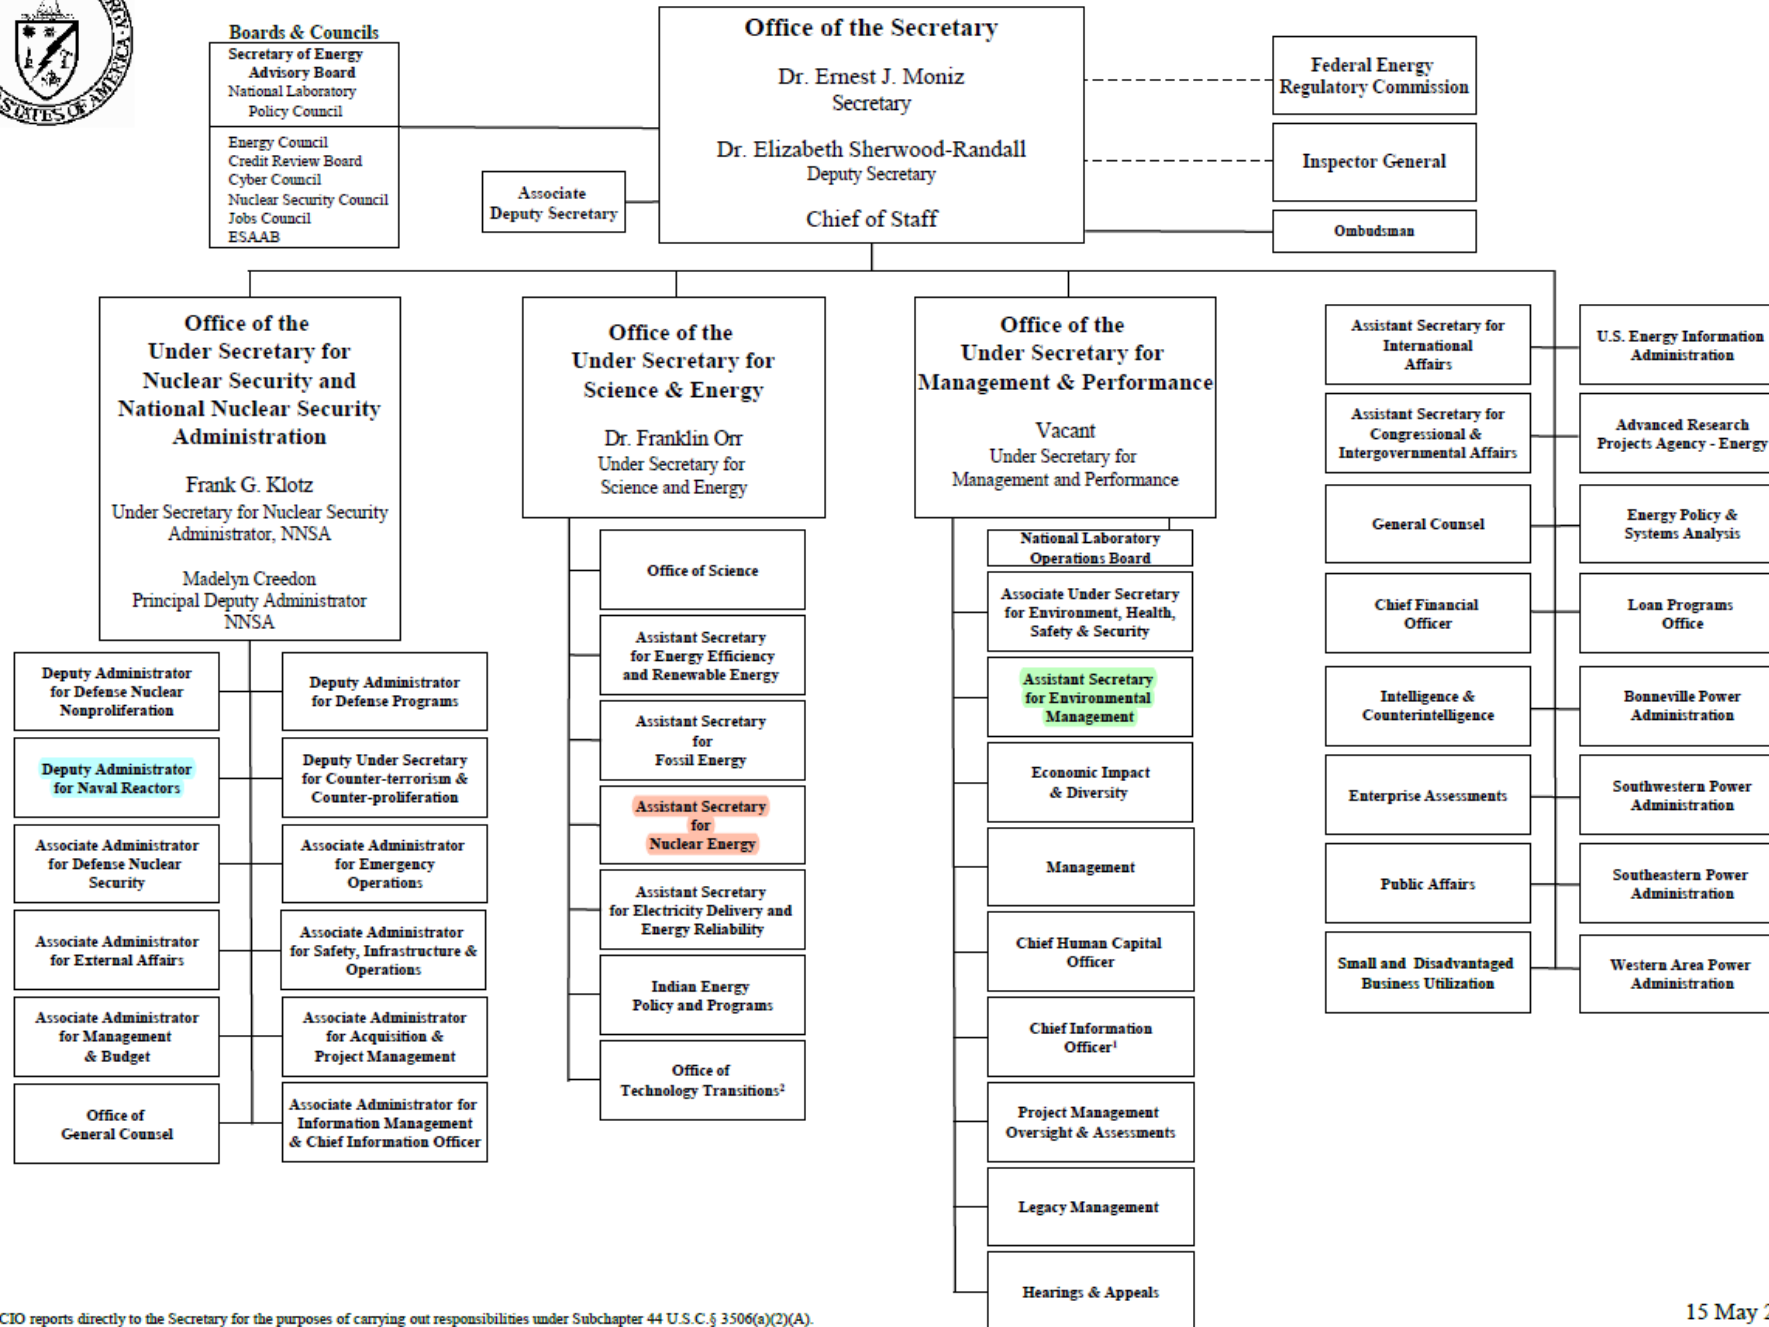 STATES OF AMERICA
Boards & Councils
Secretary of Energy
Advisory Board
National Laboratory
Policy Council
Energy Council
Credit Review Board
Cyber Council
Nuclear Security Council
Jobs Council
ESAAB
Associate
Deputy Secretary
Office of the Secretary
Dr. Ernest J. Moniz
Secretary
Dr. Elizabeth Sherwood-Randall
Deputy Secretary
Chief of Staff
Federal Energy
Regulatory Commission
Inspector General
Ombudsman
Office of the
Under Secretary for
Nuclear Security and
National Nuclear Security
Administration
Frank G. Klotz
Under Secretary for Nuclear Security
Administrator, NNSA
Madelyn Creedon
Principal Deputy Administrator
NNSA
Deputy Administrator
for Defense Nuclear
Nonproliferation
Deputy Administrator
for Defense Programs
Deputy Administrator
for Naval Reactors
Deputy Under Secretary
for Counter-terrorism &
Counter-proliferation
Associate Administrator
for Defense Nuclear
Security
Associate Administrator
for Emergency
Operations
Associate Administrator
for External Affairs
Associate Administrator
for Safety, Infrastructure &
Operations
Associate Administrator
for Management
& Budget
Associate Administrator
for Acquisition &
Project Management
Office of
General Counsel
Associate Administrator for
Information Management
& Chief Information Officer
Office of the
Under Secretary for
Science & Energy
Dr. Franklin Orr
Under Secretary for
Science and Energy
Office of Science
Assistant Secretary
for Energy Efficiency
and Renewable Energy
Assistant Secretary
for
Fossil Energy
Assistant Secretary
for
Nuclear Energy
Assistant Secretary
for Electricity Delivery and
Energy Reliability
Indian Energy
Policy and Programs
Office of
Technology Transitions²
Office of the
Under Secretary for
Management & Performance
Vacant
Under Secretary for
Management and Performance
National Laboratory
Operations Board
Associate Under Secretary
for Environment, Health,
Safety & Security
Assistant Secretary
for Environmental
Management
Economic Impact
& Diversity
Management
Chief Human Capital
Officer
Chief Information
Officer¹
Project Management
Oversight & Assessments
Legacy Management
Hearings & Appeals
Assistant Secretary for
International
Affairs
U.S. Energy Information
Administration
Assistant Secretary for
Congressional &
Intergovernmental Affairs
Advanced Research
Projects Agency - Energy
General Counsel
Energy Policy &
Systems Analysis
Chief Financial
Officer
Loan Programs
Office
Intelligence &
Counterintelligence
Bonneville Power
Administration
Enterprise Assessments
Southwestern Power
Administration
Public Affairs
Southeastern Power
Administration
Small and Disadvantaged
Business Utilization
Western Area Power
Administration
CIO reports directly to the Secretary for the purposes of carrying out responsibilities under Subchapter 44 U.S.C.§ 3506(a)(2)(A).
15 May